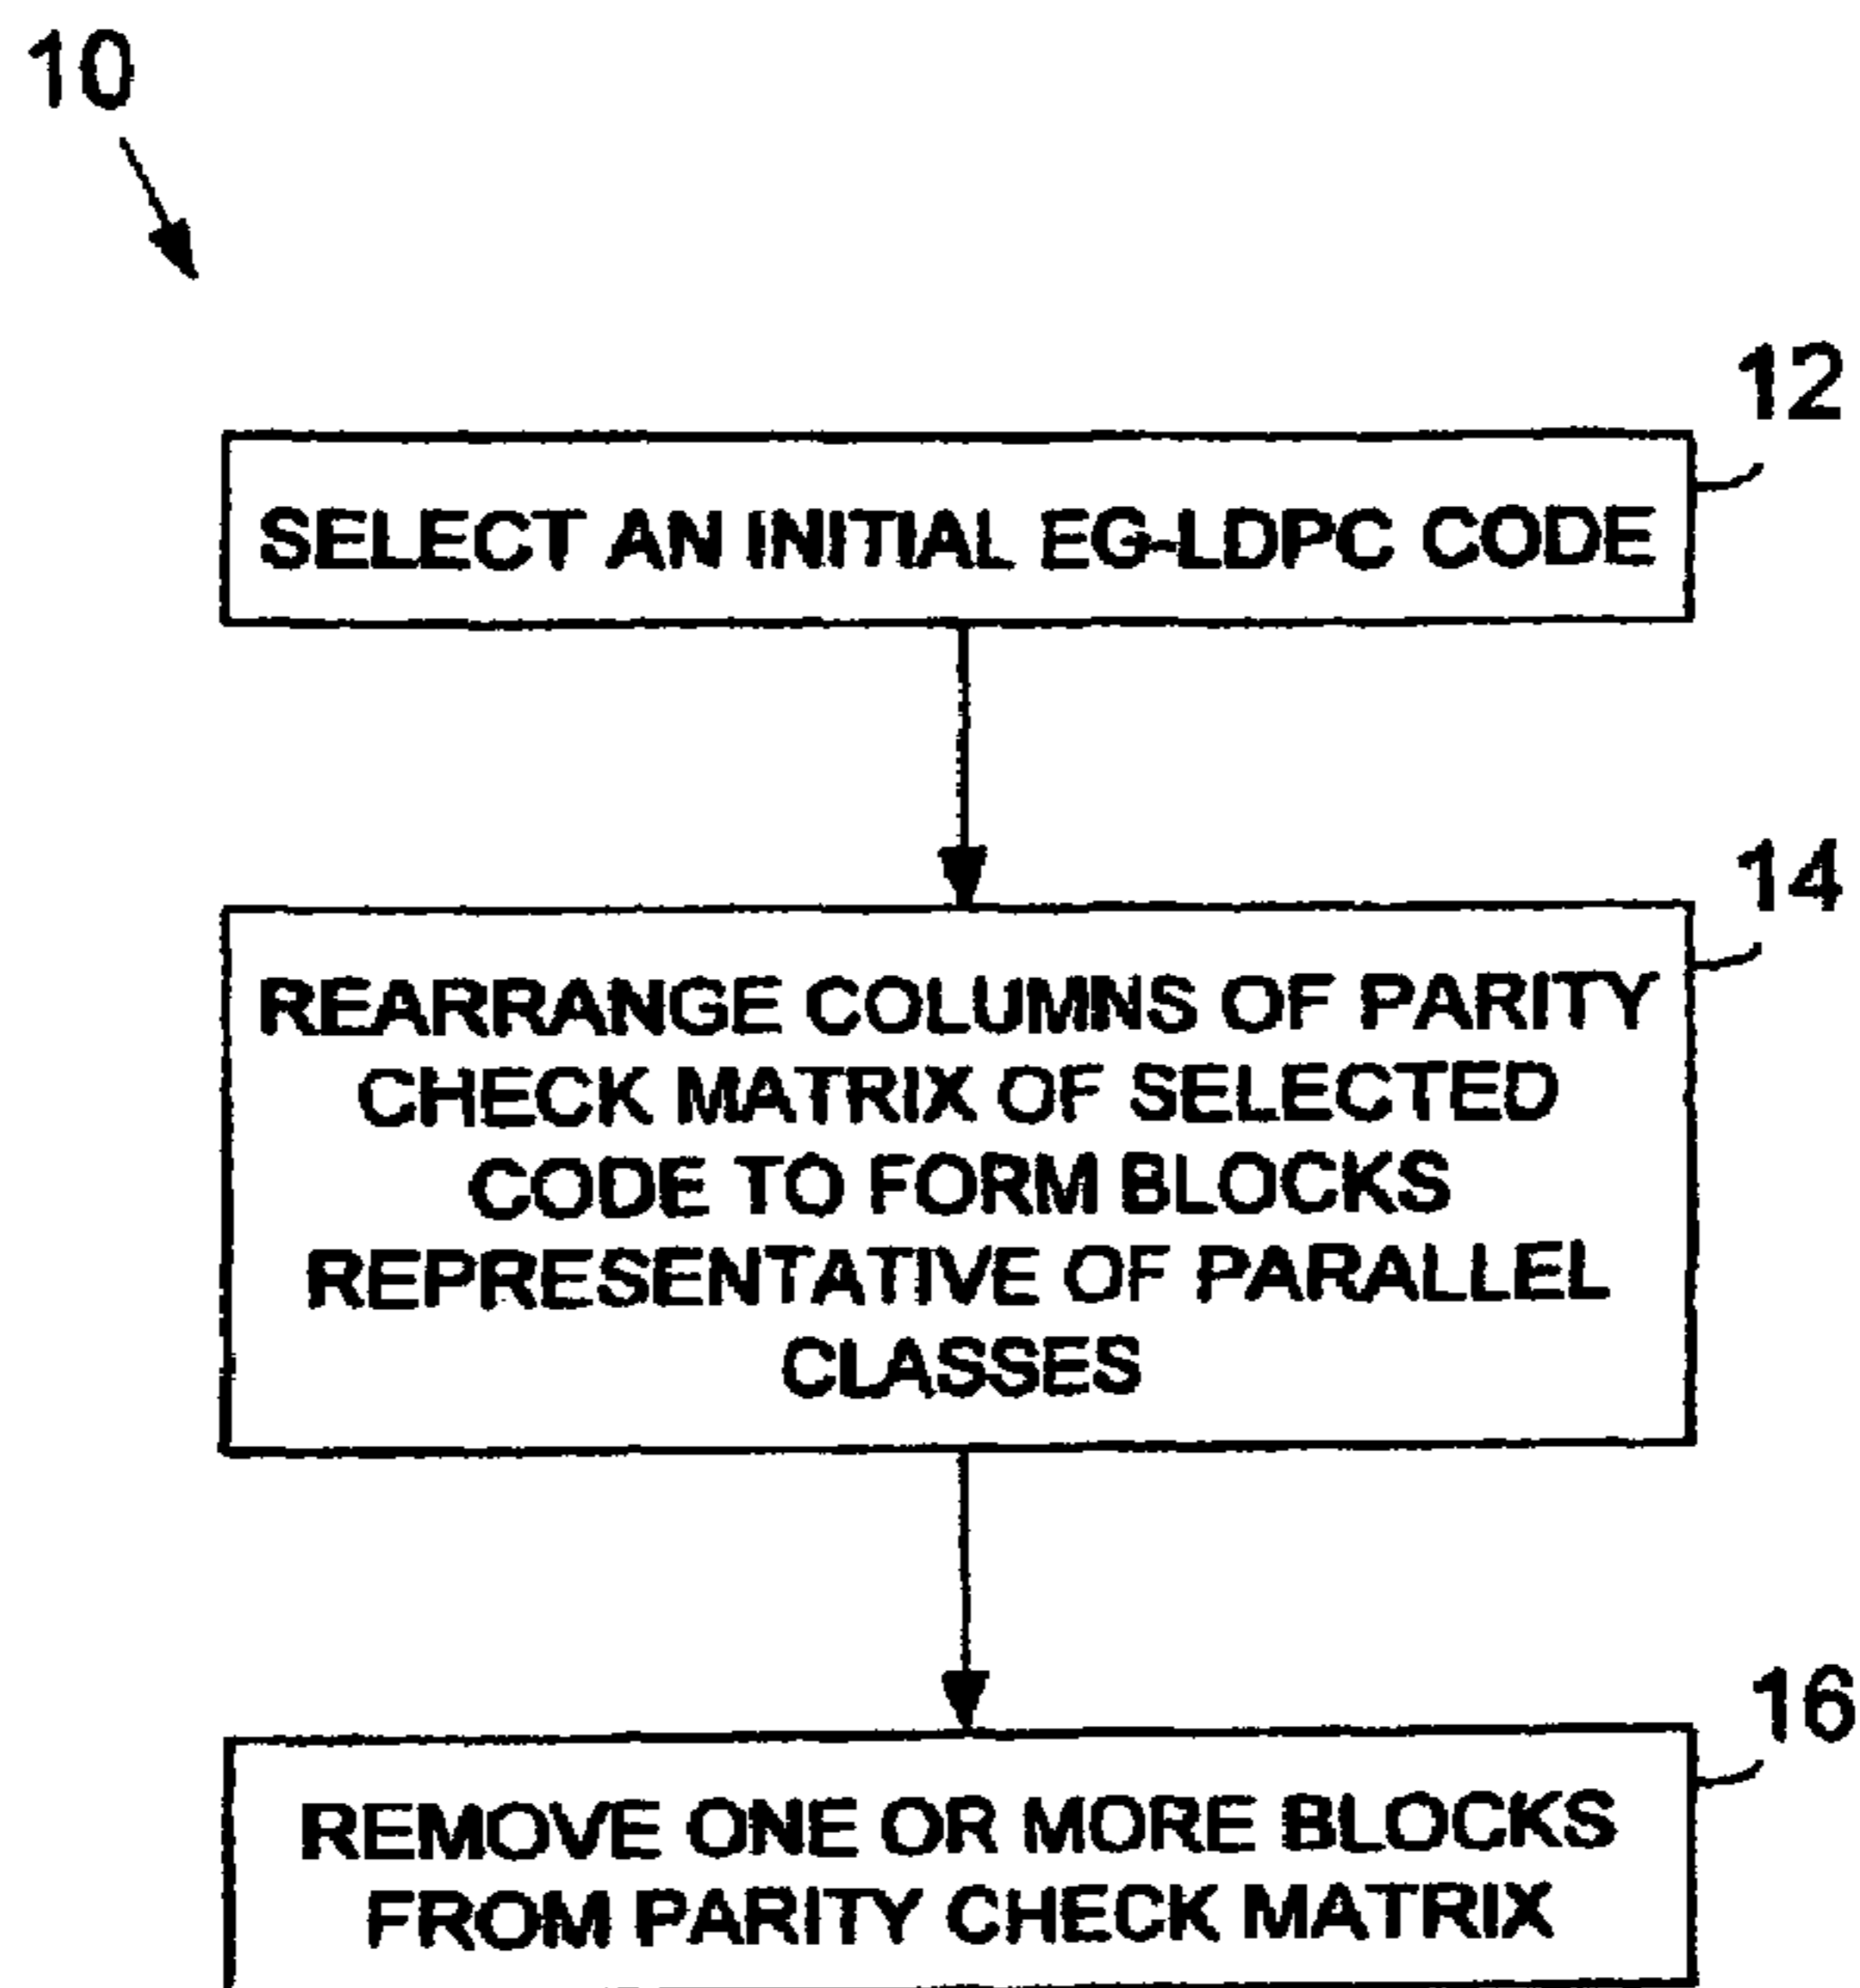 10
12
SELECT AN INITIAL EG-LDPC CODE
14
REARRANGE COLUMNS OF PARITY
CHECK MATRIX OF SELECTED
CODE TO FORM BLOCKS
REPRESENTATIVE OF PARALLEL
CLASSES
16
REMOVE ONE OR MORE BLOCKS
FROM PARITY CHECK MATRIX